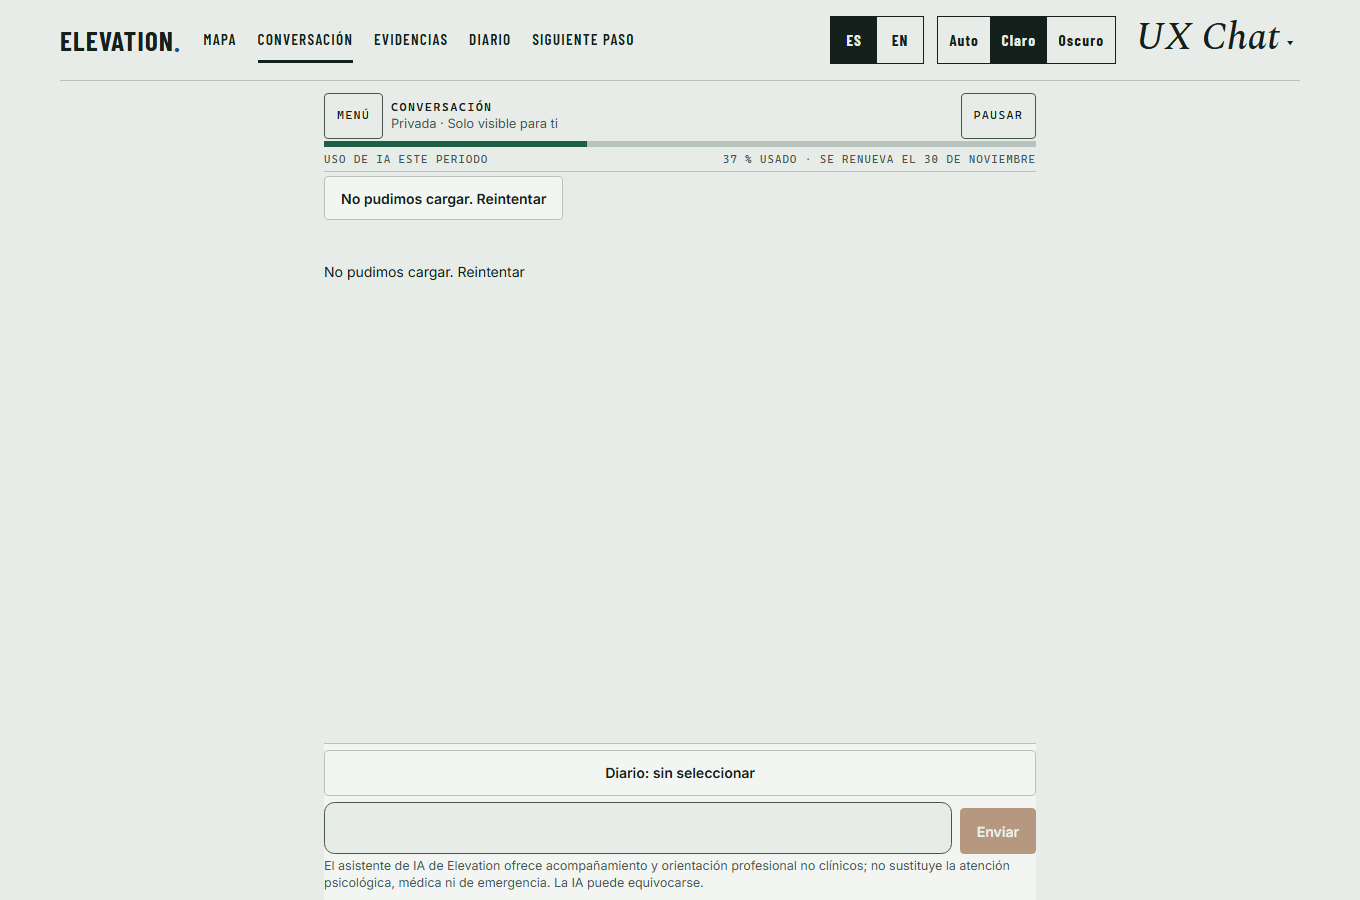 ELEVATION.
MAPA
CONVERSACIÓN
EVIDENCIAS
DIARIO
SIGUIENTE PASO
ES
EN
Auto
Claro
Oscuro
UX Chat
MENÚ
CONVERSACIÓN
Privada · Solo visible para ti
PAUSAR
USO DE IA ESTE PERIODO
37 % USADO · SE RENUEVA EL 30 DE NOVIEMBRE
No pudimos cargar. Reintentar
No pudimos cargar. Reintentar
Diario: sin seleccionar
Enviar
El asistente de IA de Elevation ofrece acompañamiento y orientación profesional no clínicos; no sustituye la atención
psicológica, médica ni de emergencia. La IA puede equivocarse.